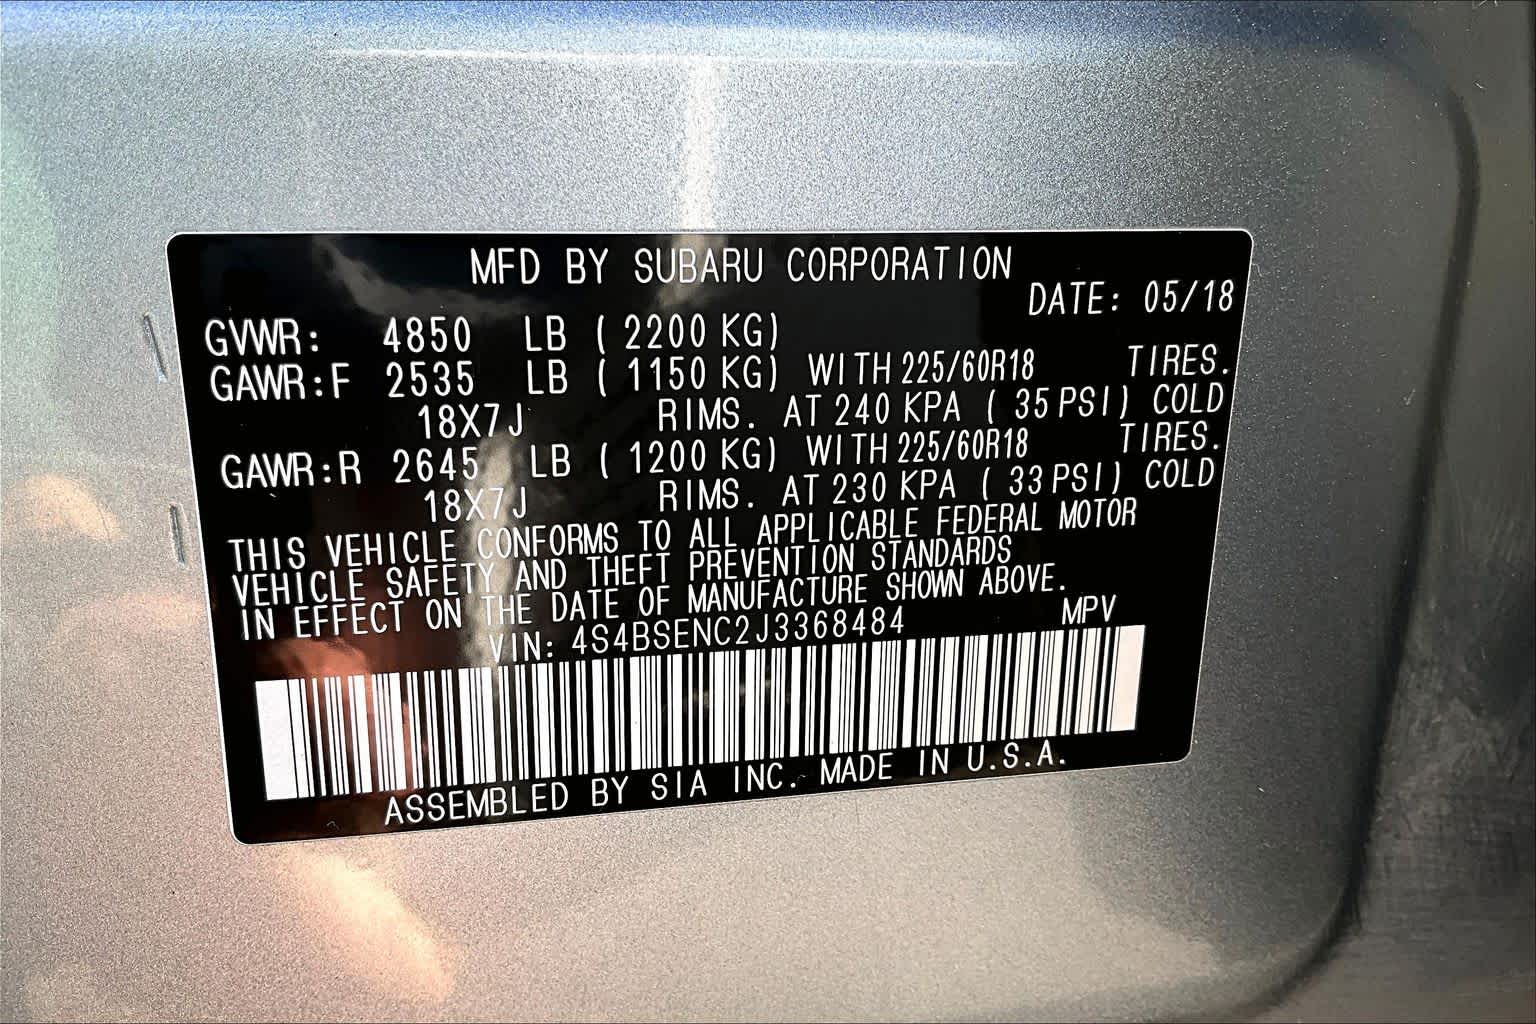 MFD BY SUBARU CORPORATION
DATE: 05/18
GVWR: 4850 LB ( 2200 KG)
GAWR:F 2535 LB ( 1150 KG) WITH 225/60R18 TIRES.
18X7J RIMS. AT 240 KPA ( 35 PSI) COLD
GAWR:R 2645 LB ( 1200 KG) WITH 225/60R18 TIRES.
18X7J RIMS. AT 230 KPA ( 33 PSI) COLD
THIS VEHICLE CONFORMS TO ALL APPLICABLE FEDERAL MOTOR
VEHICLE SAFETY AND THEFT PREVENTION STANDARDS
IN EFFECT ON THE DATE OF MANUFACTURE SHOWN ABOVE.
VIN: 4S4BSENC2J3368484 MPV
ASSEMBLED BY SIA INC. MADE IN U.S.A.